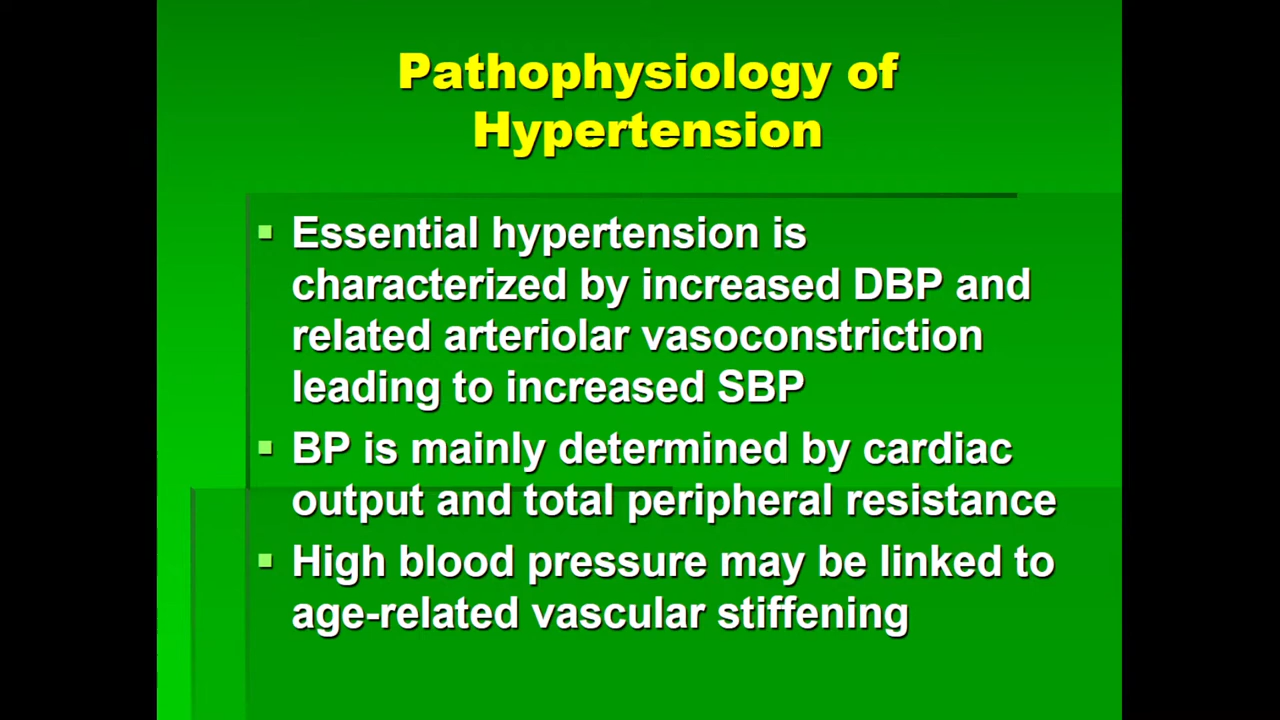 Pathophysiology of
Hypertension
Essential hypertension is
characterized by increased DBP and
related arteriolar vasoconstriction
leading to increased SBP
BP is mainly determined by cardiac
output and total peripheral resistance
High blood pressure may be linked to
age-related vascular stiffening